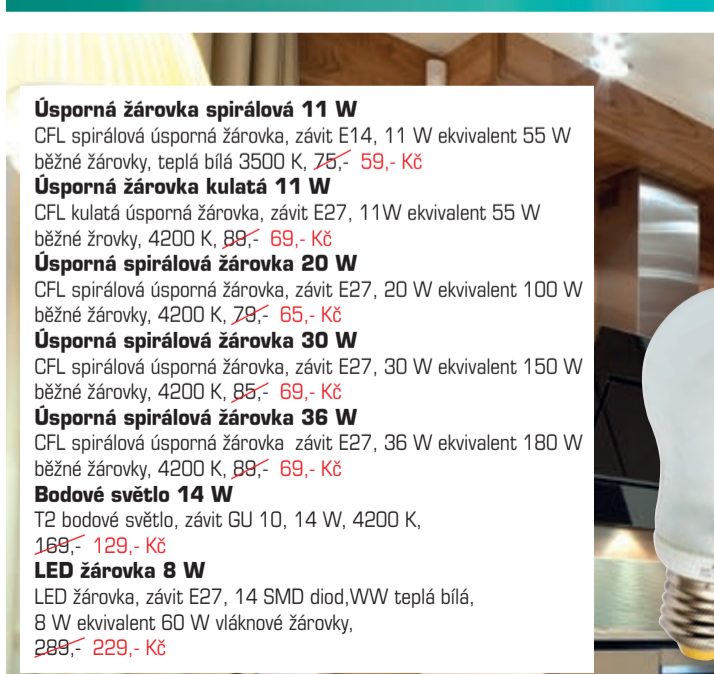 Úsporná žárovka spirálová 11 W
CFL spirálová úsporná žárovka, závit E14, 11 W ekvivalent 55 W
běžné žárovky, teplá bílá 3500 K, 75,- 59,- Kč
Úsporná žárovka kulatá 11 W
CFL kulatá úsporná žárovka, závit E27, 11W ekvivalent 55 W
běžné žrovky, 4200 K, 89,- 69,- Kč
Úsporná spirálová žárovka 20 W
CFL spirálová úsporná žárovka, závit E27, 20 W ekvivalent 100 W
běžné žárovky, 4200 K, 79,- 65,- Kč
Úsporná spirálová žárovka 30 W
CFL spirálová úsporná žárovka, závit E27, 30 W ekvivalent 150 W
běžné žárovky, 4200 K, 85,- 69,- Kč
Úsporná spirálová žárovka 36 W
CFL spirálová úsporná žárovka závit E27, 36 W ekvivalent 180 W
běžné žárovky, 4200 K, 89,- 69,- Kč
Bodové světlo 14 W
T2 bodové světlo, závit GU 10, 14 W, 4200 K,
169,- 129,- Kč
LED žárovka 8 W
LED žárovka, závit E27, 14 SMD diod,WW teplá bílá,
8 W ekvivalent 60 W vláknové žárovky,
289,- 229,- Kč